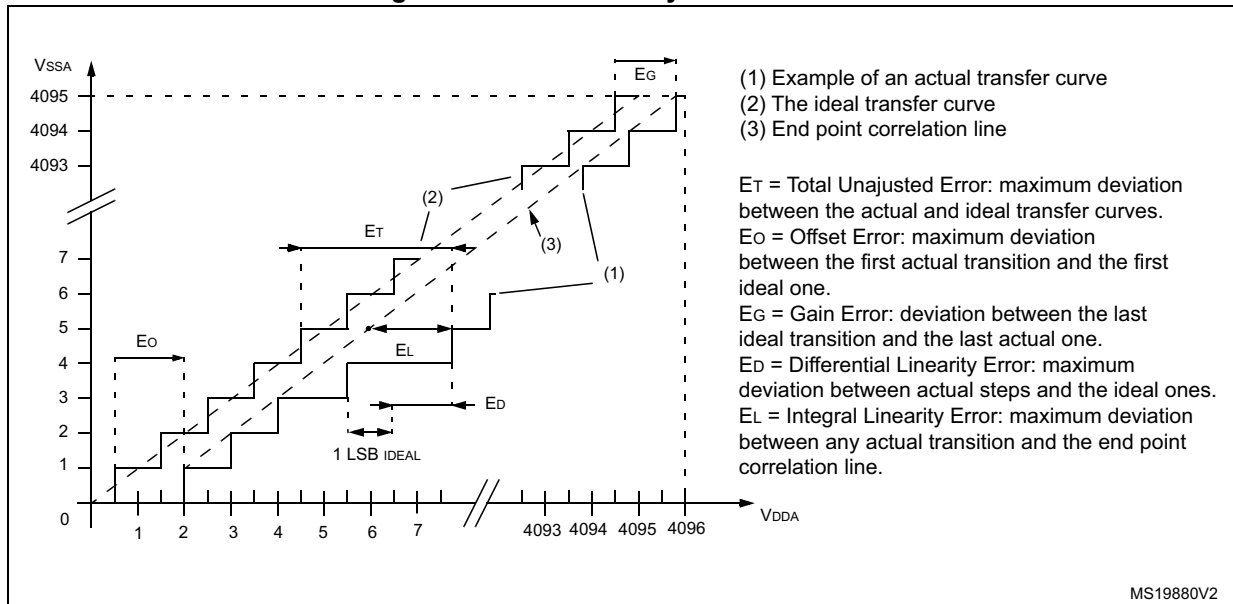 VSSA
4095
4094
4093
7
6
5
4
3
2
1
0
EG
(2)
ET
(3)
(1)
EO
EL
ED
1 LSB IDEAL
1 2 3 4 5 6 7 4093 4094 4095 4096
VDDA
(1) Example of an actual transfer curve
(2) The ideal transfer curve
(3) End point correlation line
ET = Total Unajusted Error: maximum deviation
between the actual and ideal transfer curves.
EO = Offset Error: maximum deviation
between the first actual transition and the first
ideal one.
EG = Gain Error: deviation between the last
ideal transition and the last actual one.
ED = Differential Linearity Error: maximum
deviation between actual steps and the ideal ones.
EL = Integral Linearity Error: maximum deviation
between any actual transition and the end point
correlation line.
MS19880V2